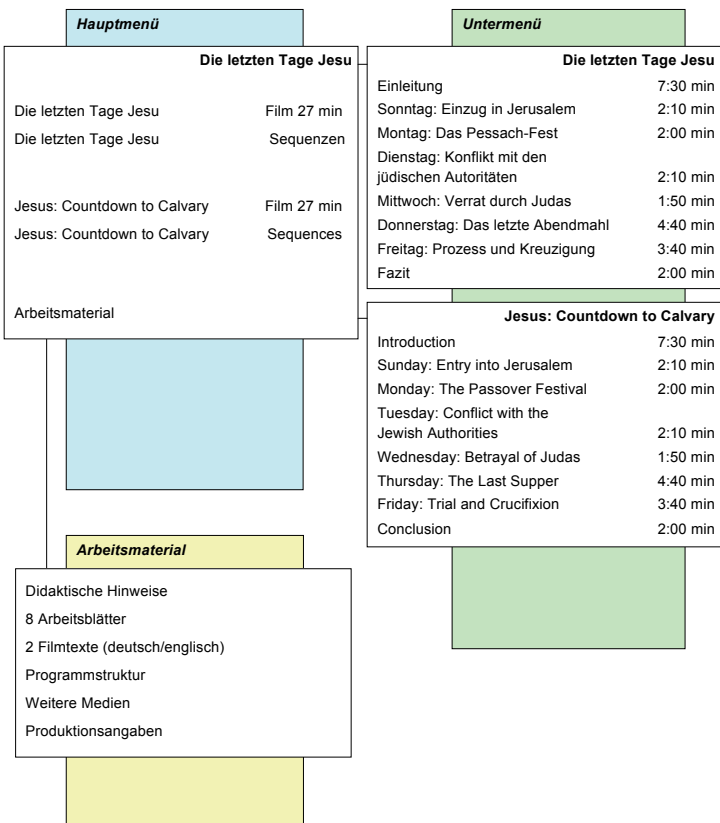 Hauptmenü
Die letzten Tage Jesu
Die letzten Tage Jesu Film 27 min
Die letzten Tage Jesu Sequenzen
Jesus: Countdown to Calvary Film 27 min
Jesus: Countdown to Calvary Sequences
Arbeitsmaterial
Untermenü
Die letzten Tage Jesu
Einleitung 7:30 min
Sonntag: Einzug in Jerusalem 2:10 min
Montag: Das Pessach-Fest 2:00 min
Dienstag: Konflikt mit den
jüdischen Autoritäten 2:10 min
Mittwoch: Verrat durch Judas 1:50 min
Donnerstag: Das letzte Abendmahl 4:40 min
Freitag: Prozess und Kreuzigung 3:40 min
Fazit 2:00 min
Jesus: Countdown to Calvary
Introduction 7:30 min
Sunday: Entry into Jerusalem 2:10 min
Monday: The Passover Festival 2:00 min
Tuesday: Conflict with the
Jewish Authorities 2:10 min
Wednesday: Betrayal of Judas 1:50 min
Thursday: The Last Supper 4:40 min
Friday: Trial and Crucifixion 3:40 min
Conclusion 2:00 min
Arbeitsmaterial
Didaktische Hinweise
8 Arbeitsblätter
2 Filmtexte (deutsch/englisch)
Programmstruktur
Weitere Medien
Produktionsangaben